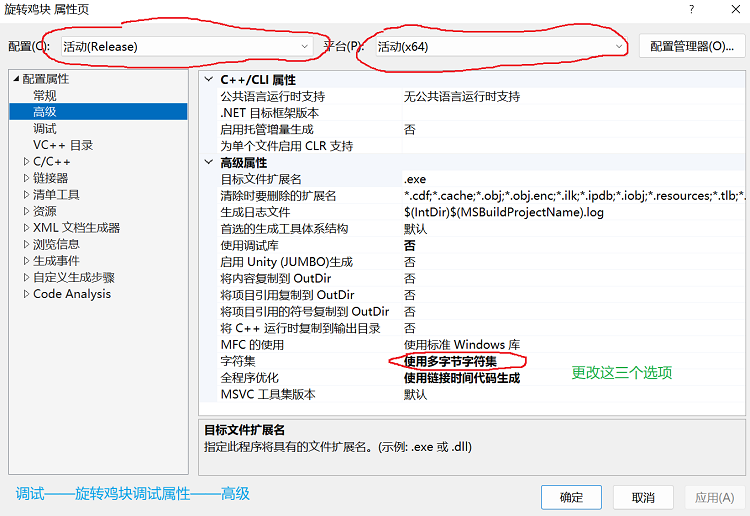 旋转鸡块 属性页
? ×
配置(C): 活动(Release) 平台(P): 活动(x64) 配置管理器(O)...
配置属性
常规
高级
调试
VC++ 目录
C/C++
链接器
清单工具
资源
XML 文档生成器
浏览信息
生成事件
自定义生成步骤
Code Analysis
C++/CLI 属性
公共语言运行时支持 无公共语言运行时支持
.NET 目标框架版本
启用托管增量生成 否
为单个文件启用 CLR 支持
高级属性
目标文件扩展名 .exe
清除时要删除的扩展名 *.cdf;*.cache;*.obj;*.obj.enc;*.ilk;*.ipdb;*.iobj;*.resources;*.tlb;*.
生成日志文件 $(IntDir)$(MSBuildProjectName).log
首选的生成工具体系结构 默认
使用调试库 否
启用 Unity (JUMBO)生成 否
将内容复制到 OutDir 否
将项目引用复制到 OutDir 否
将项目引用的符号复制到 OutDir 否
将 C++ 运行时复制到输出目录 否
MFC 的使用 使用标准 Windows 库
字符集 使用多字节字符集
全程序优化 使用链接时间代码生成
MSVC 工具集版本 默认
更改这三个选项
目标文件扩展名
指定此程序将具有的文件扩展名。(示例: .exe 或 .dll)
调试——旋转鸡块调试属性——高级
确定 取消 应用(A)